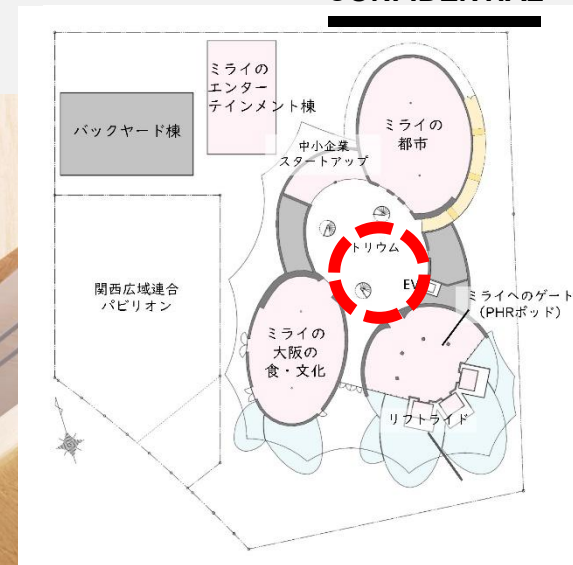 ミライの
エンター
テインメント棟
バックヤード棟
ミライの
都市
中小企業
スタートアップ
トリウム
EV
関西広域連合
パビリオン
ミライへのゲート
(PHRポッド)
ミライの
大阪の
食・文化
リフトライド